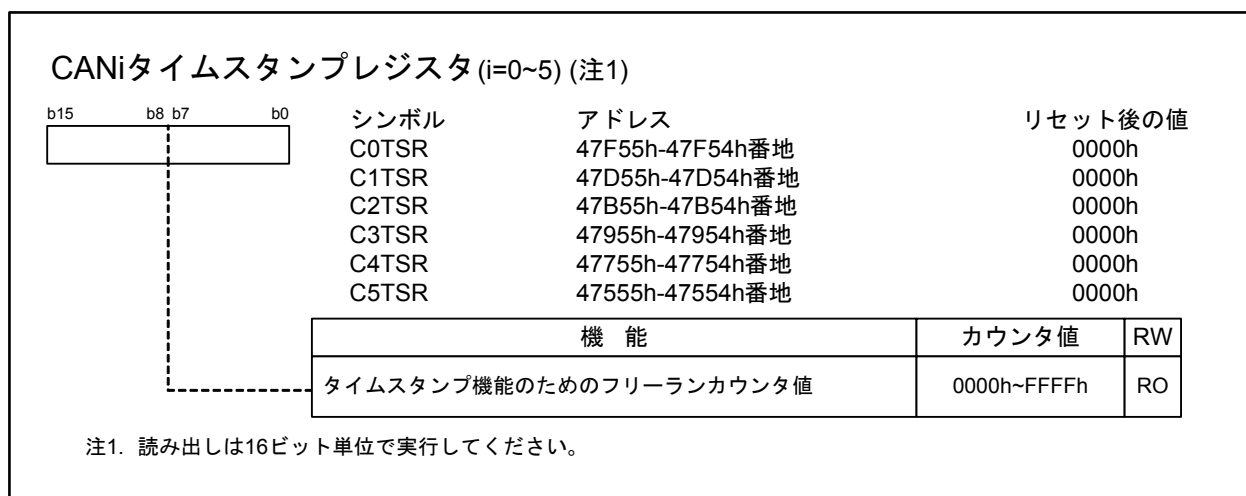 CANiタイムスタンプレジスタ(i=0~5) (注1)
b15 b8 b7 b0
シンボル アドレス リセット後の値
C0TSR 47F55h-47F54h番地 0000h
C1TSR 47D55h-47D54h番地 0000h
C2TSR 47B55h-47B54h番地 0000h
C3TSR 47955h-47954h番地 0000h
C4TSR 47755h-47754h番地 0000h
C5TSR 47555h-47554h番地 0000h
機 能 カウンタ値 RW
タイムスタンプ機能のためのフリーランカウンタ値 0000h~FFFFh RO
注1. 読み出しは16ビット単位で実行してください。